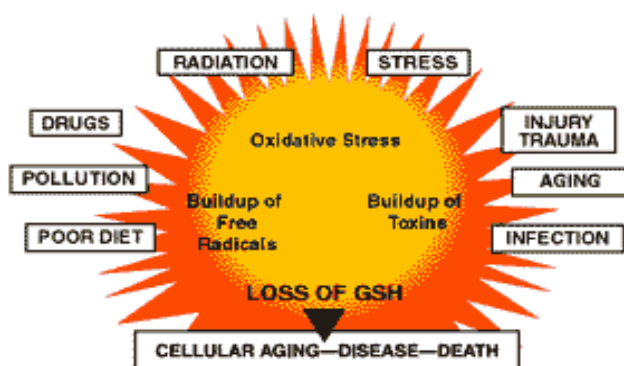 RADIATION
STRESS
DRUGS
INJURY
TRAUMA
Oxidative Stress
POLLUTION
AGING
Buildup of
Free
Radicals
Buildup of
Toxins
POOR DIET
INFECTION
LOSS OF GSH
CELLULAR AGING—DISEASE—DEATH